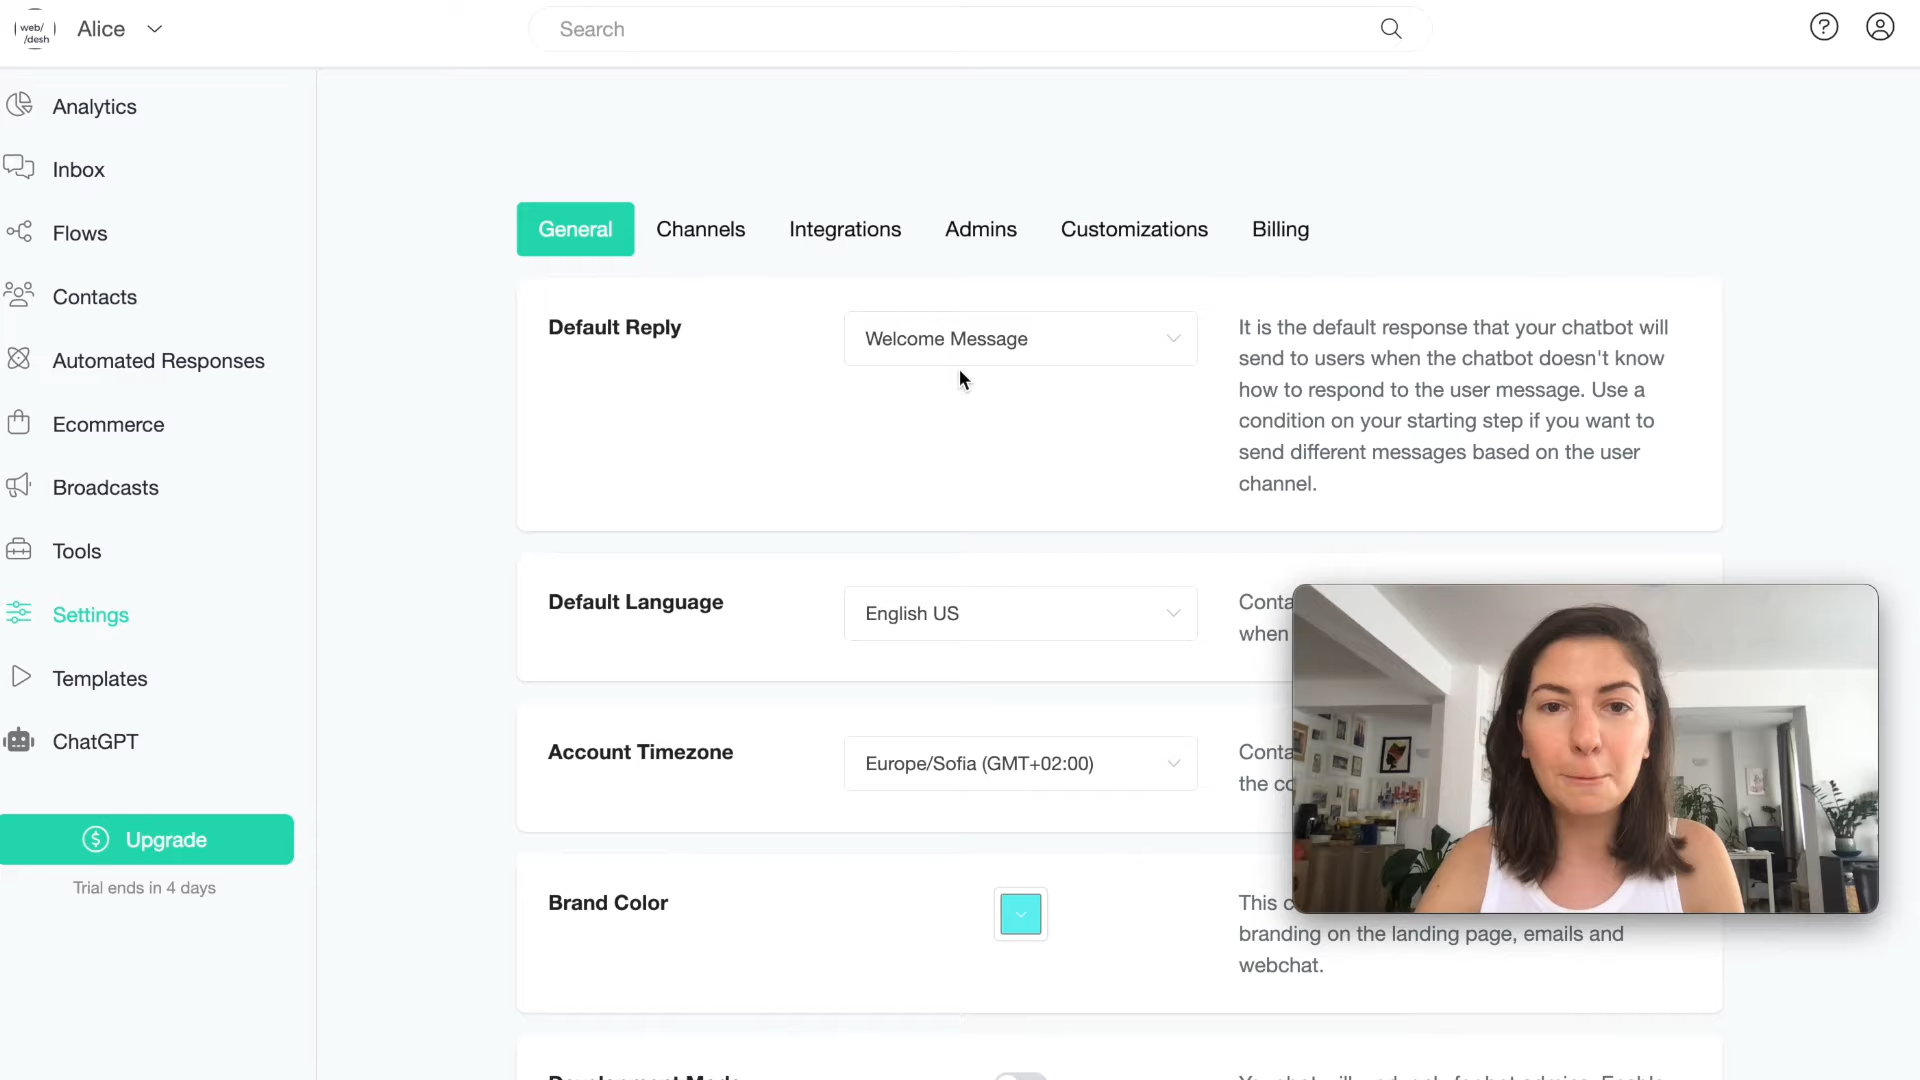 web/
/desh
Alice
Search
Analytics
Inbox
Flows
Contacts
Automated Responses
Ecommerce
Broadcasts
Tools
Settings
Templates
ChatGPT
Upgrade
Trial ends in 4 days
General
Channels
Integrations
Admins
Customizations
Billing
Default Reply
Welcome Message
It is the default response that your chatbot will
send to users when the chatbot doesn't know
how to respond to the user message. Use a
condition on your starting step if you want to
send different messages based on the user
channel.
Default Language
English US
Conta
when
Account Timezone
Europe/Sofia (GMT+02:00)
Conta
the co
Brand Color
This c
branding on the landing page, emails and
webchat.